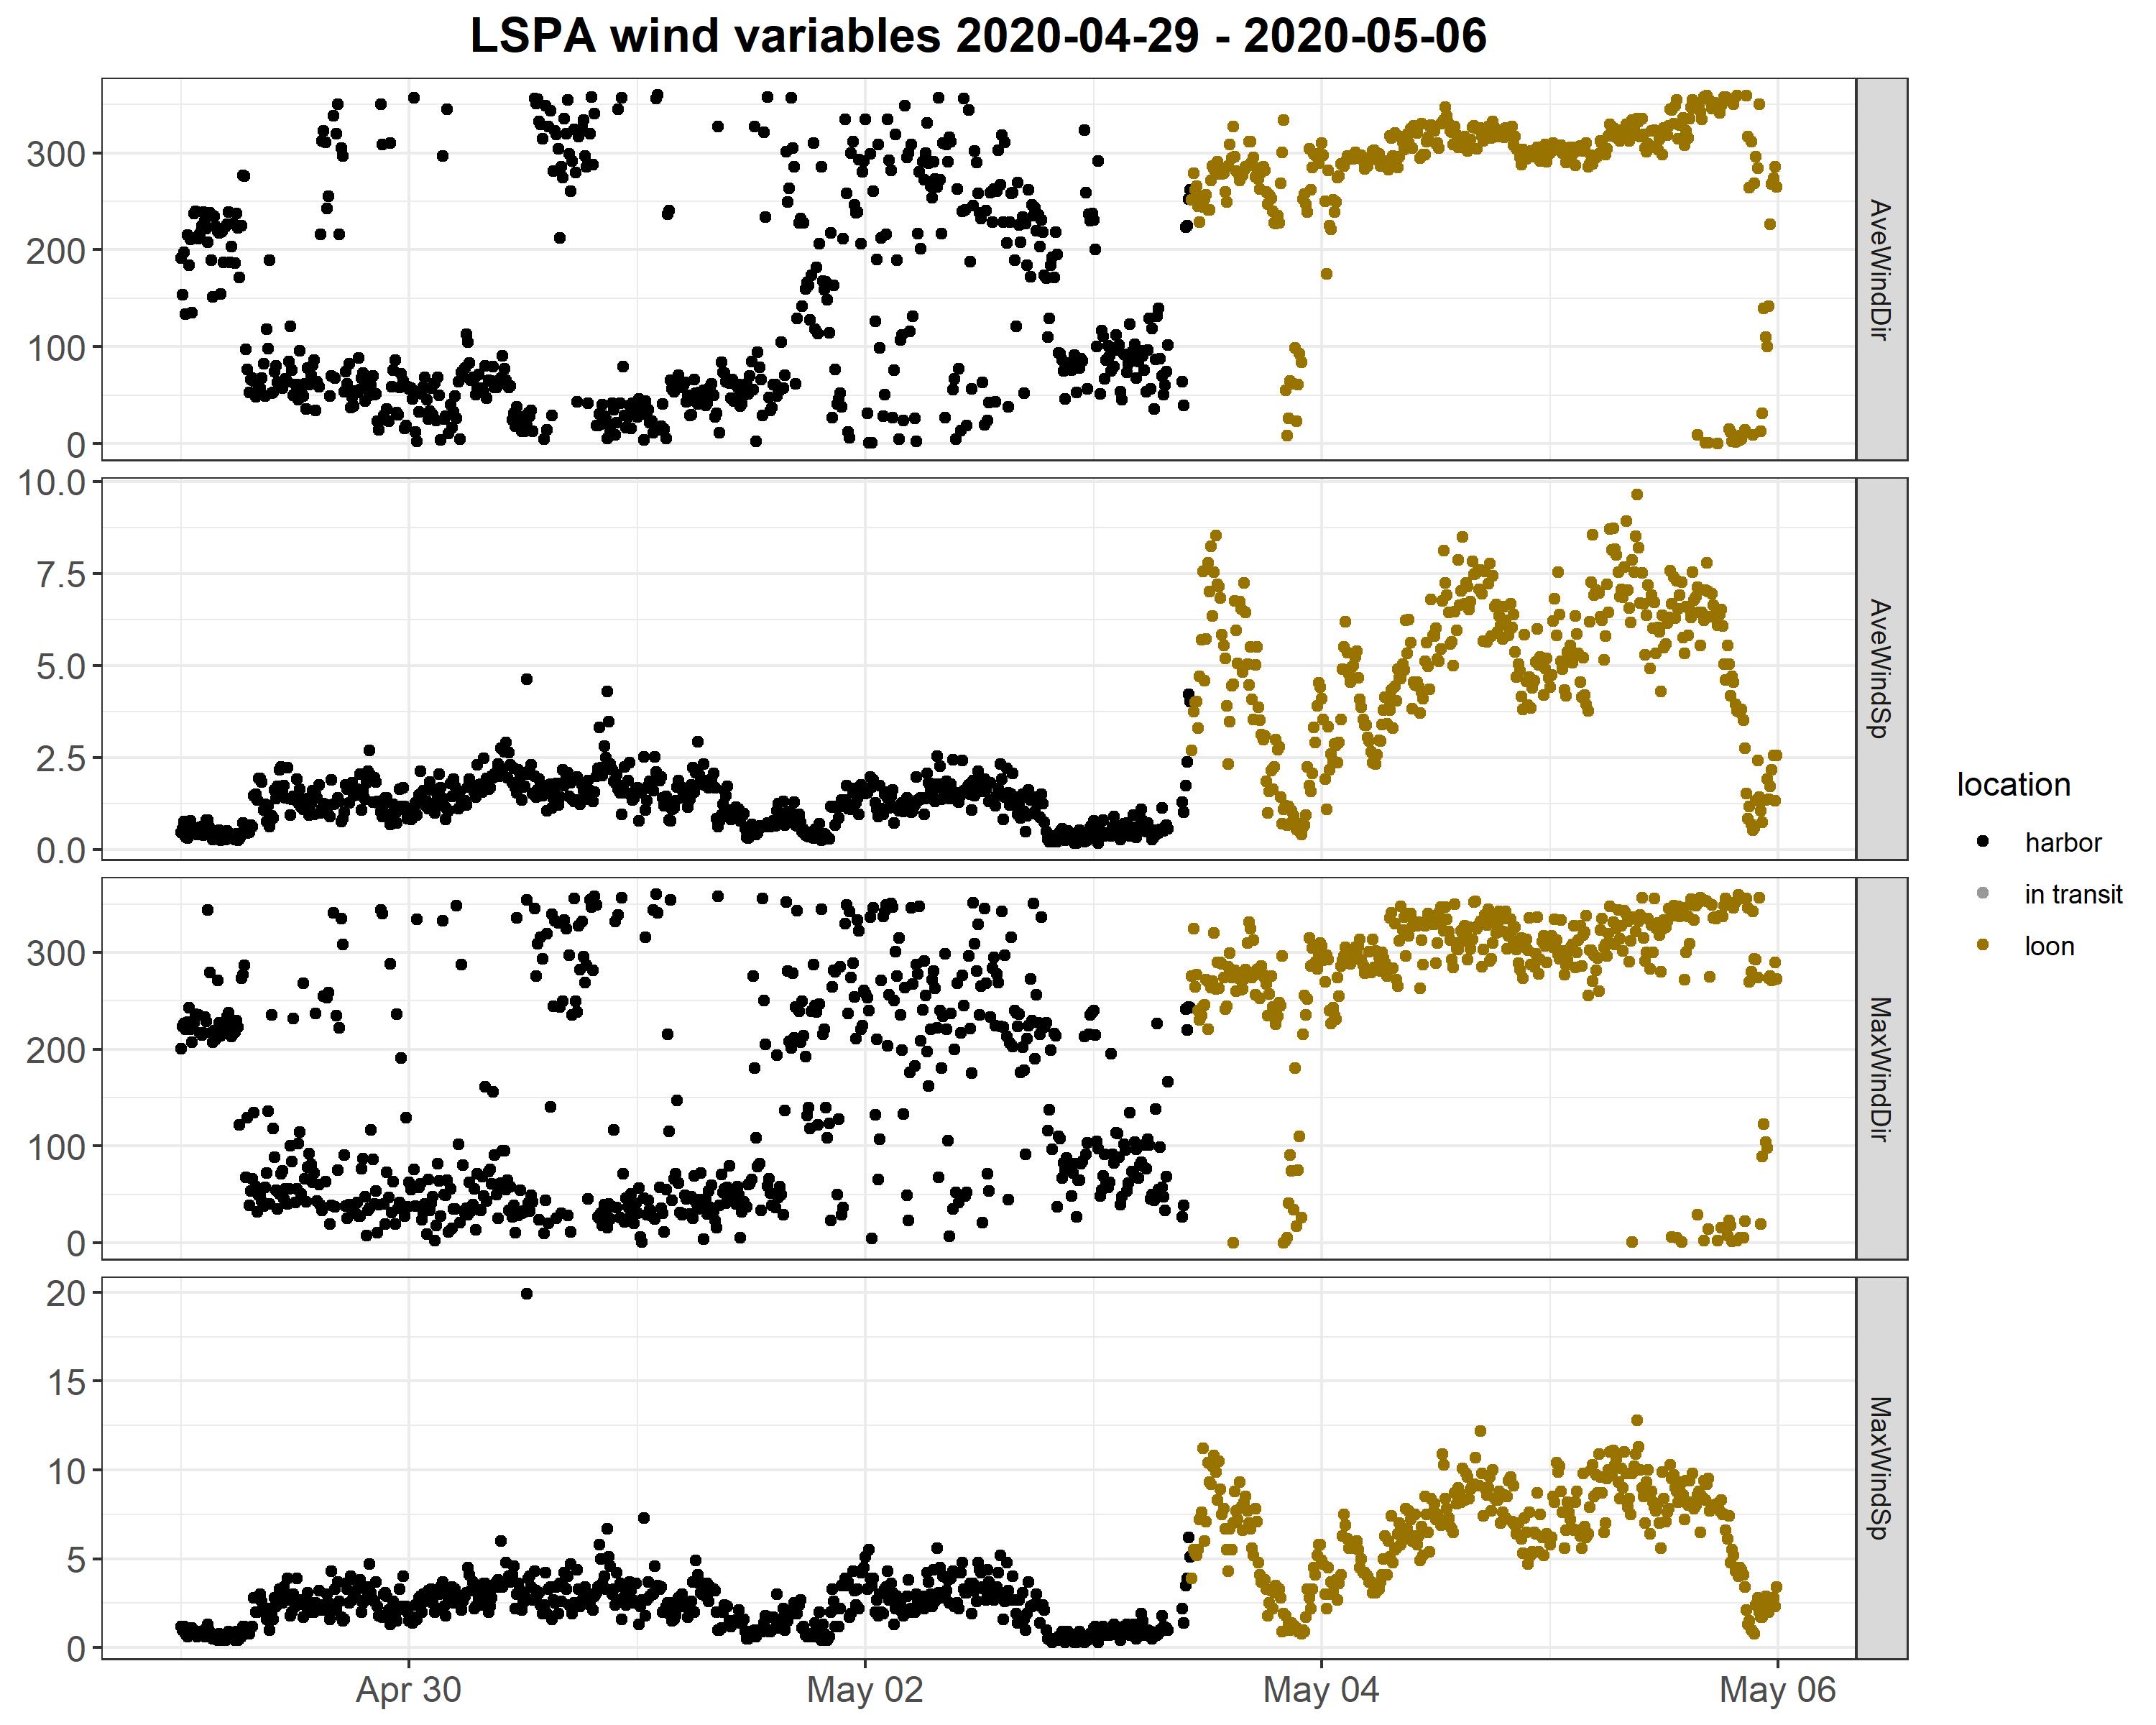 LSPA wind variables 2020-04-29 - 2020-05-06
300
200
100
0
AveWindDir
10.0
7.5
5.0
2.5
0.0
AveWindSp
300
200
100
0
MaxWindDir
20
15
10
5
0
MaxWindSp
Apr 30 May 02 May 04 May 06
location
harbor
in transit
loon